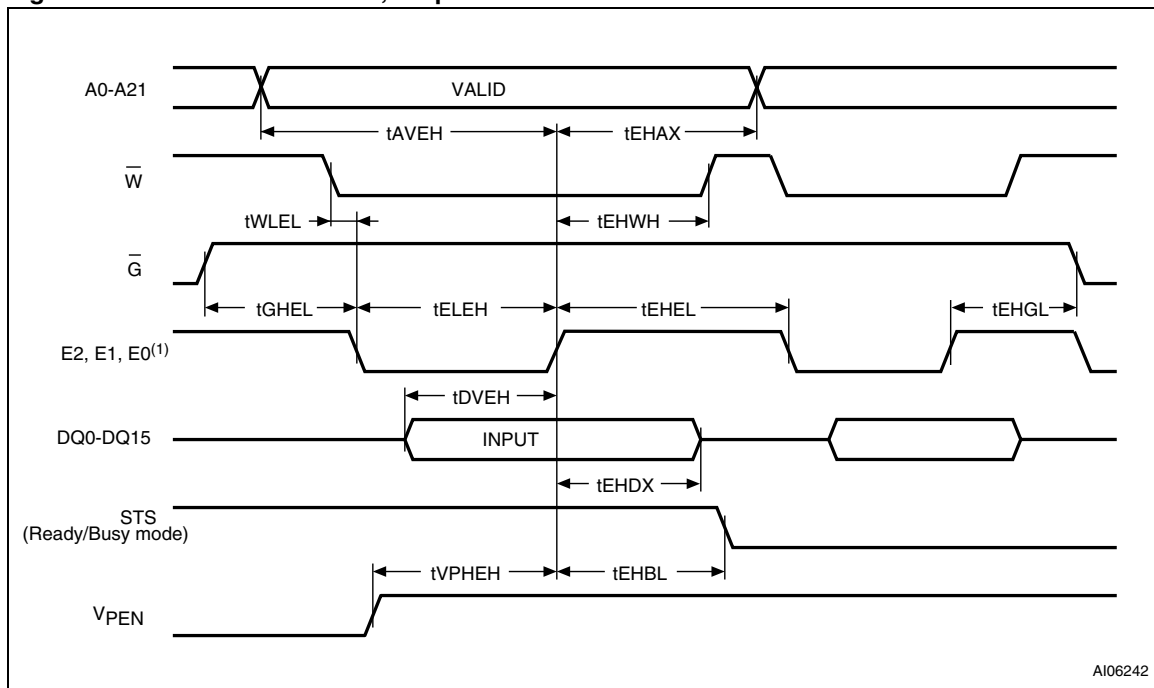 A0-A21
VALID
tAVEH
tEHAX
W
tWLEL
tEHWH
G
tGHEL
tELEH
tEHEL
tEHGL
E2, E1, E0(1)
tDVEH
DQ0-DQ15
INPUT
tEHDX
STS
(Ready/Busy mode)
tVPHEH
tEHBL
VPEN
AI06242